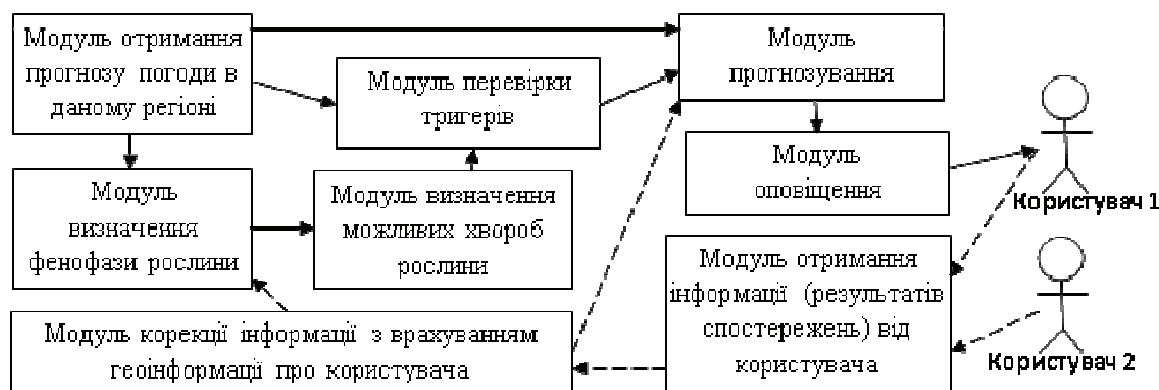 Модуль отримання
прогнозу погоди в
даному регіоні
Модуль
прогнозування
Модуль перевірки
тригерів
Модуль
оповіщення
Користувач 1
Модуль
визначення
фенофази рослини
Модуль визначення
можливих хвороб
рослини
Модуль отримання
інформації (результатів
спостережень) від
користувача
Користувач 2
Модуль корекції інформації з врахуванням
геоінформації про користувача